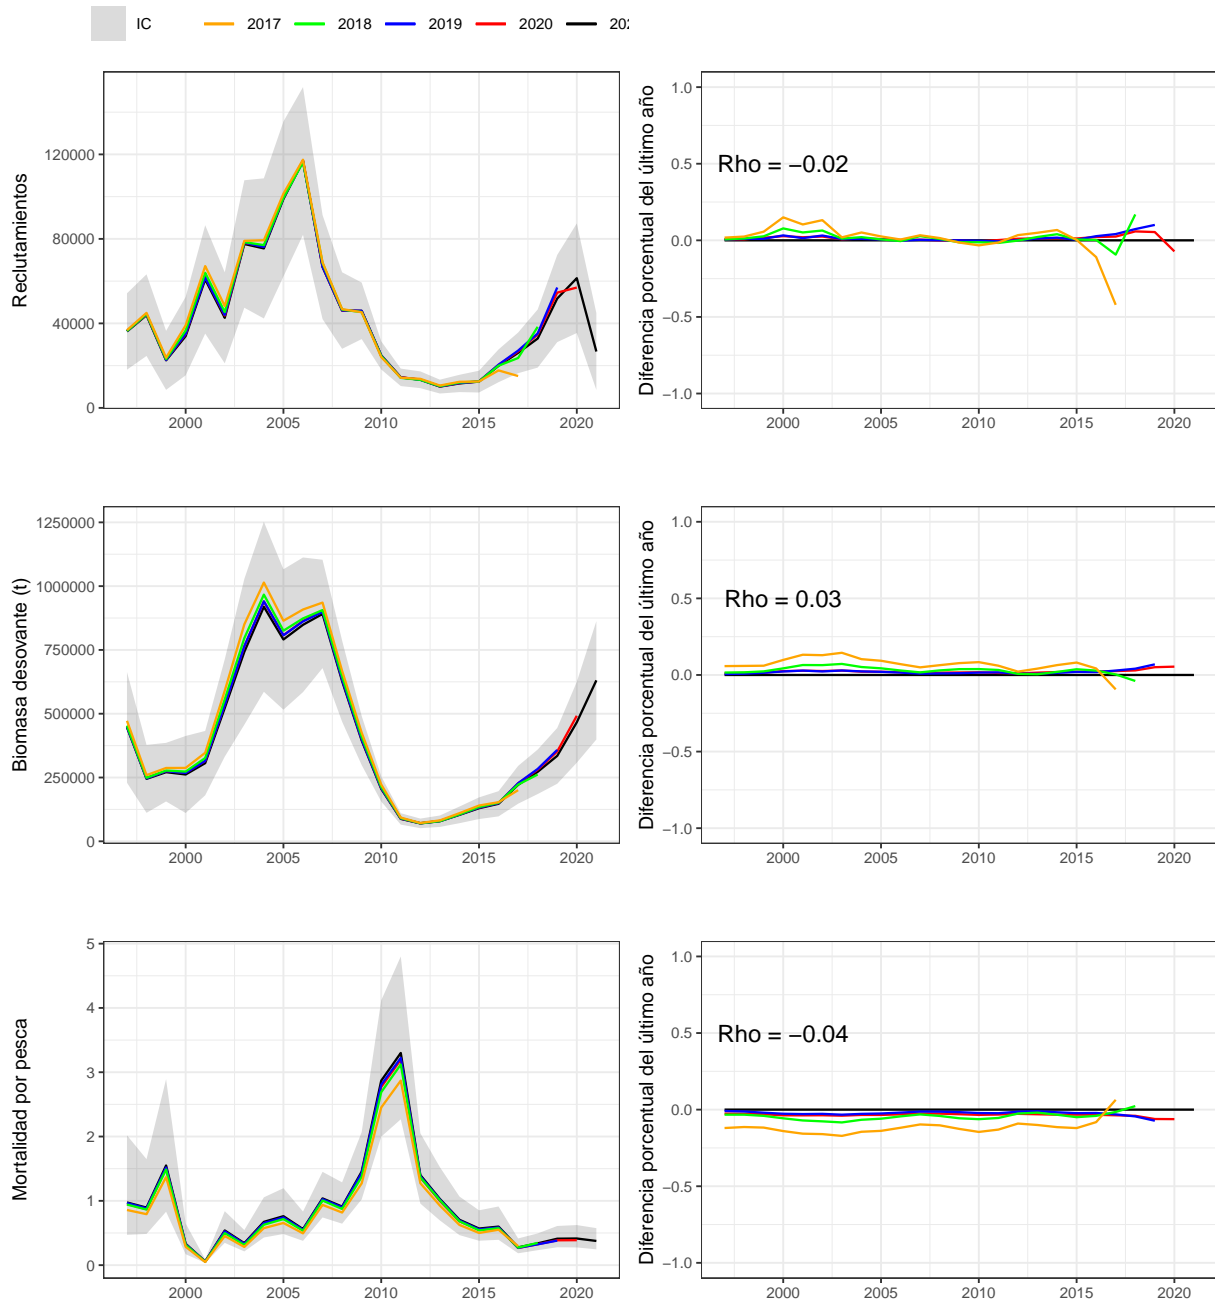 IC 2017 2018 2019 2020
Reclutamientos
120000
80000
40000
0
2000 2005 2010 2015 2020
Diferencia porcentual del último año
1.0
0.5
0.0
−0.5
−1.0
Rho = −0.02
2000 2005 2010 2015 2020
Biomasa desovante (t)
1250000
1000000
750000
500000
250000
0
2000 2005 2010 2015 2020
Diferencia porcentual del último año
1.0
0.5
0.0
−0.5
−1.0
Rho = 0.03
2000 2005 2010 2015 2020
Mortalidad por pesca
5
4
3
2
1
0
2000 2005 2010 2015 2020
Diferencia porcentual del último año
1.0
0.5
0.0
−0.5
−1.0
Rho = −0.04
2000 2005 2010 2015 2020